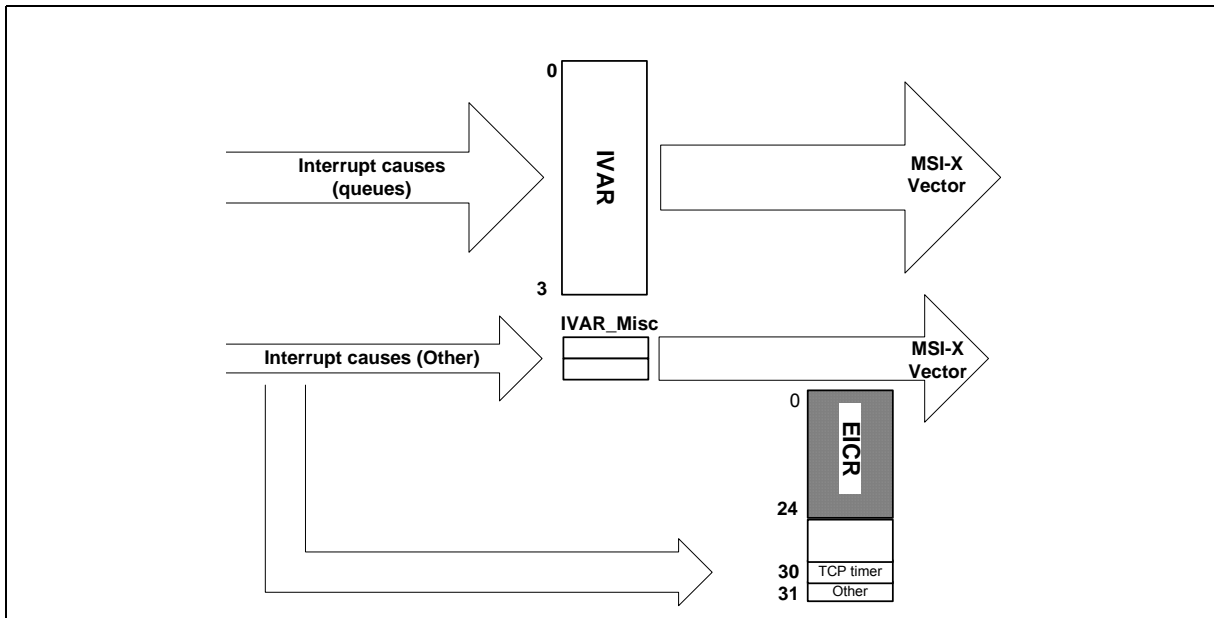 0
Interrupt causes
(queues)
IVAR
MSI-X
Vector
3
IVAR_Misc
Interrupt causes (Other)
MSI-X
Vector
0
EICR
24
30
TCP timer
31
Other